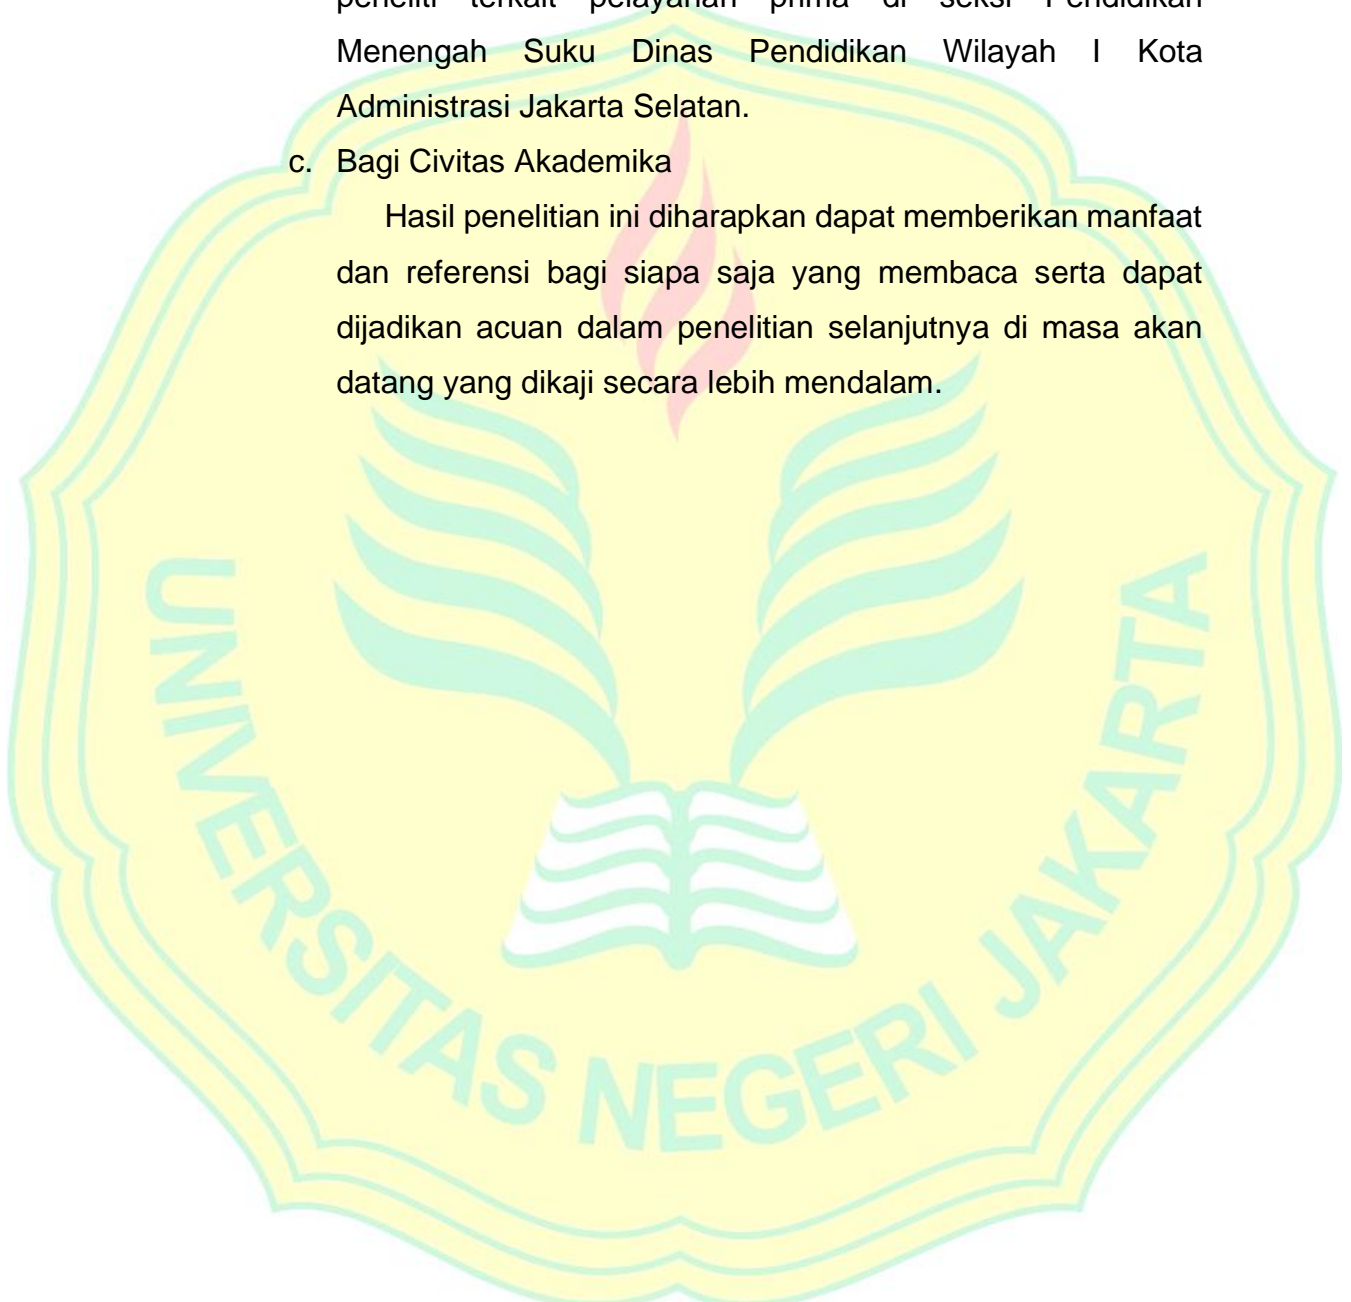 peneliti terkait pelayanan prima di seksi Pendidikan
Menengah Suku Dinas Pendidikan Wilayah I Kota
Administrasi Jakarta Selatan.
c. Bagi Civitas Akademika
Hasil penelitian ini diharapkan dapat memberikan manfaat
dan referensi bagi siapa saja yang membaca serta dapat
dijadikan acuan dalam penelitian selanjutnya di masa akan
datang yang dikaji secara lebih mendalam.
UNIVERSITAS NEGERI JAKARTA